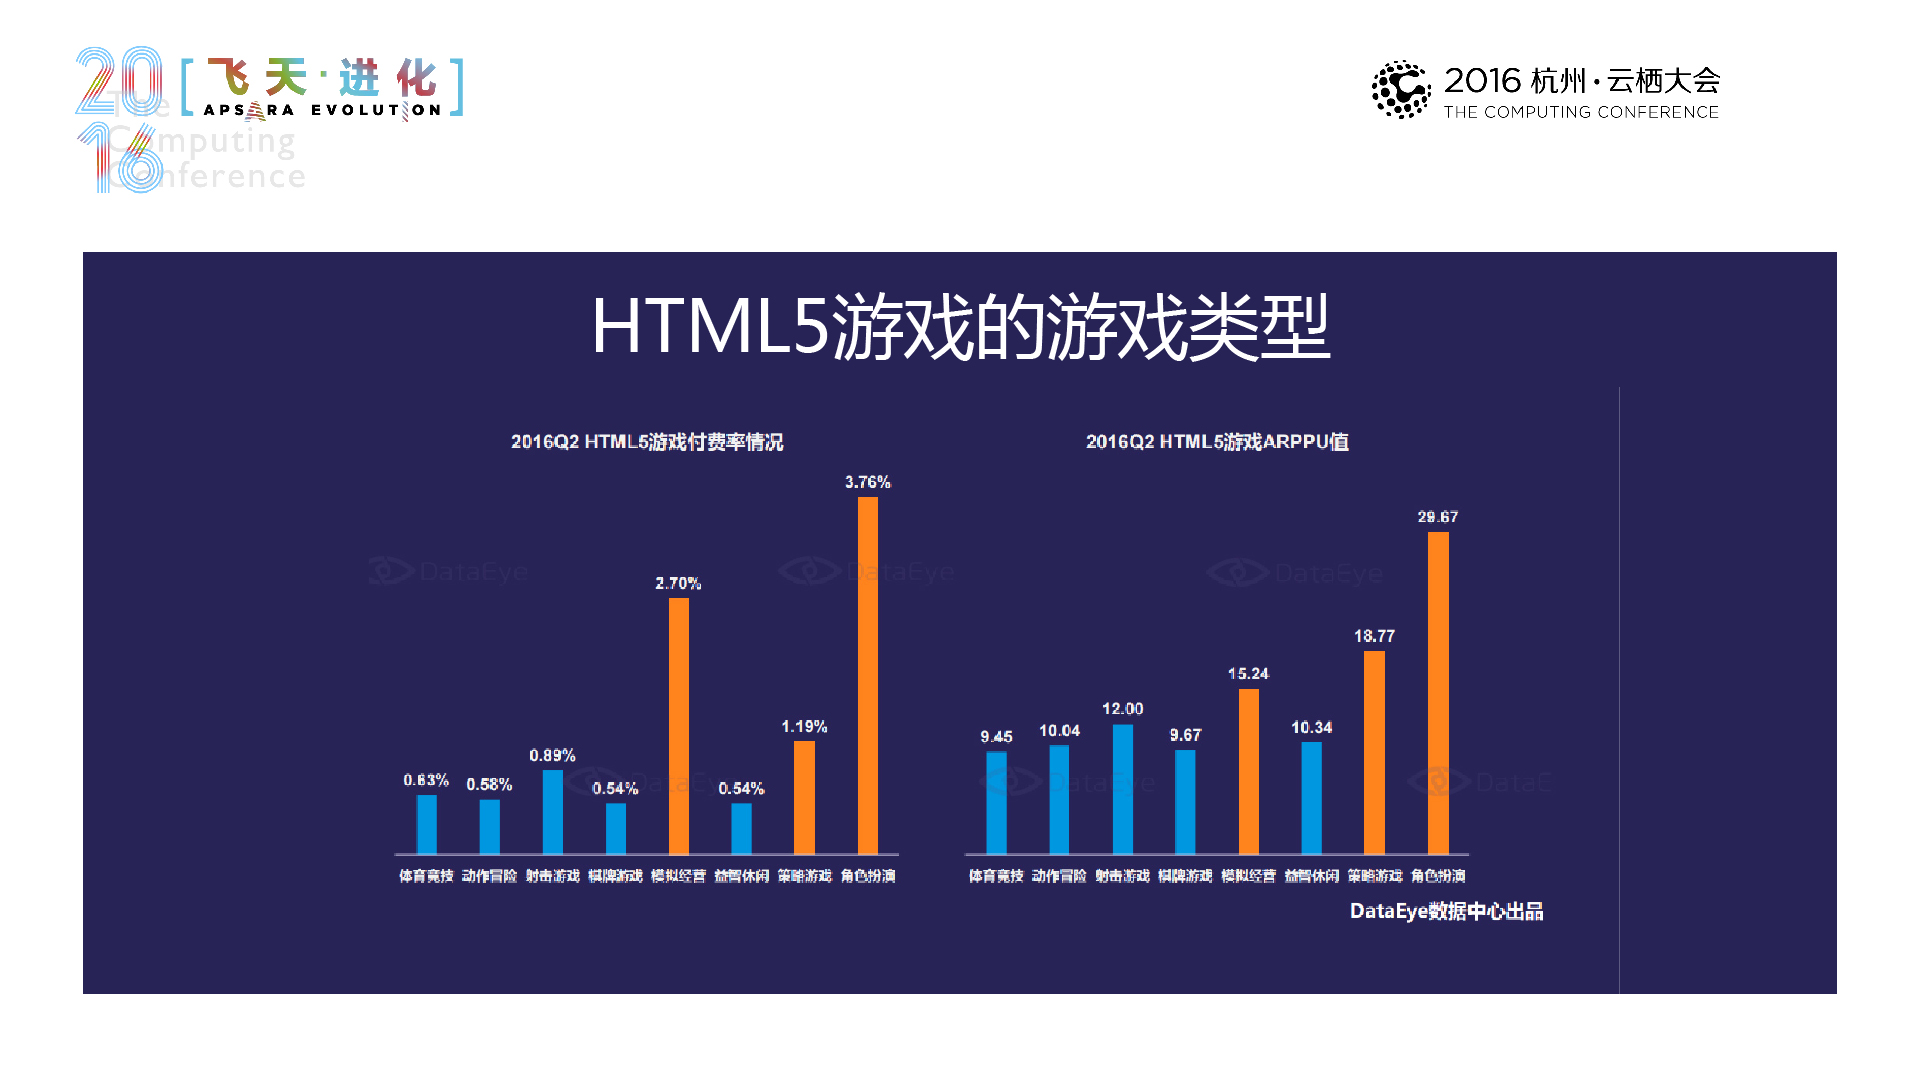 2016
[飞天·进化]
APSARA EVOLUTION
The
Computing
Conference
2016 杭州·云栖大会
THE COMPUTING CONFERENCE
HTML5游戏的游戏类型
2016Q2 HTML5游戏付费率情况
0.63% 0.58% 0.89% 0.54% 2.70% 0.54% 1.19% 3.76%
体育竞技 动作冒险 射击游戏 棋牌游戏 模拟经营 益智休闲 策略游戏 角色扮演
2016Q2 HTML5游戏ARPPU值
9.45 10.04 12.00 9.67 15.24 10.34 18.77 29.67
体育竞技 动作冒险 射击游戏 棋牌游戏 模拟经营 益智休闲 策略游戏 角色扮演
DataEye数据中心出品
DataEye
DataEye
DataEye
DataEye
DataEye
DataE